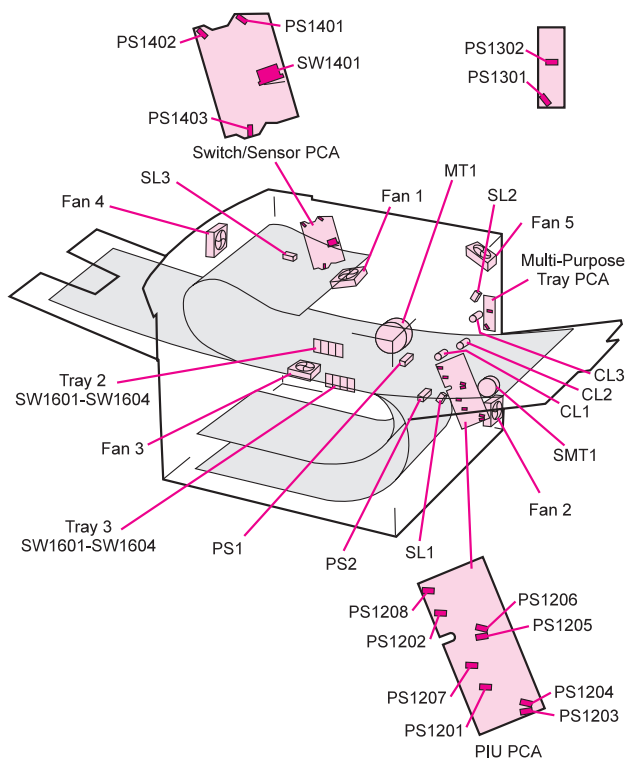 PS1401
PS1402
SW1401
PS1403
Switch/Sensor PCA
PS1302
PS1301
MT1
SL3
Fan 1
SL2
Fan 4
Fan 5
Multi-Purpose
Tray PCA
Tray 2
SW1601-SW1604
CL3
CL2
CL1
Fan 3
SMT1
Fan 2
Tray 3
SW1601-SW1604
PS1
PS2
SL1
PS1208
PS1206
PS1202
PS1205
PS1207
PS1204
PS1201
PS1203
PIU PCA